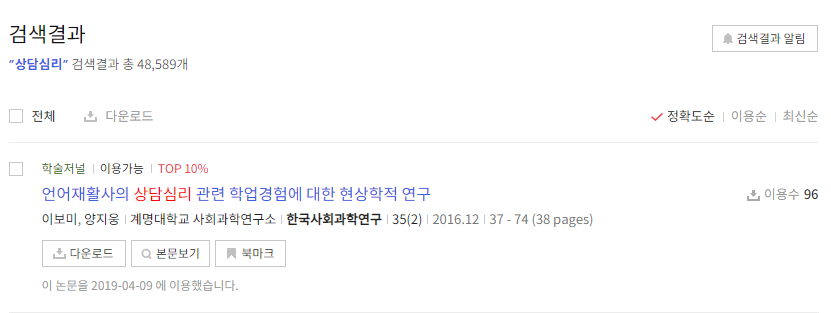 검색결과
검색결과 알림
"상담심리" 검색결과 총 48,589개
전체 다운로드
정확도순 이용순 최신순
학술저널 이용가능 TOP 10%
언어재활사의 상담심리 관련 학업경험에 대한 현상학적 연구
이용수 96
이보미, 양지웅 계명대학교 사회과학연구소 한국사회과학연구 35(2) 2016.12 37 - 74 (38 pages)
다운로드 본문보기 북마크
이 논문을 2019-04-09 에 이용했습니다.